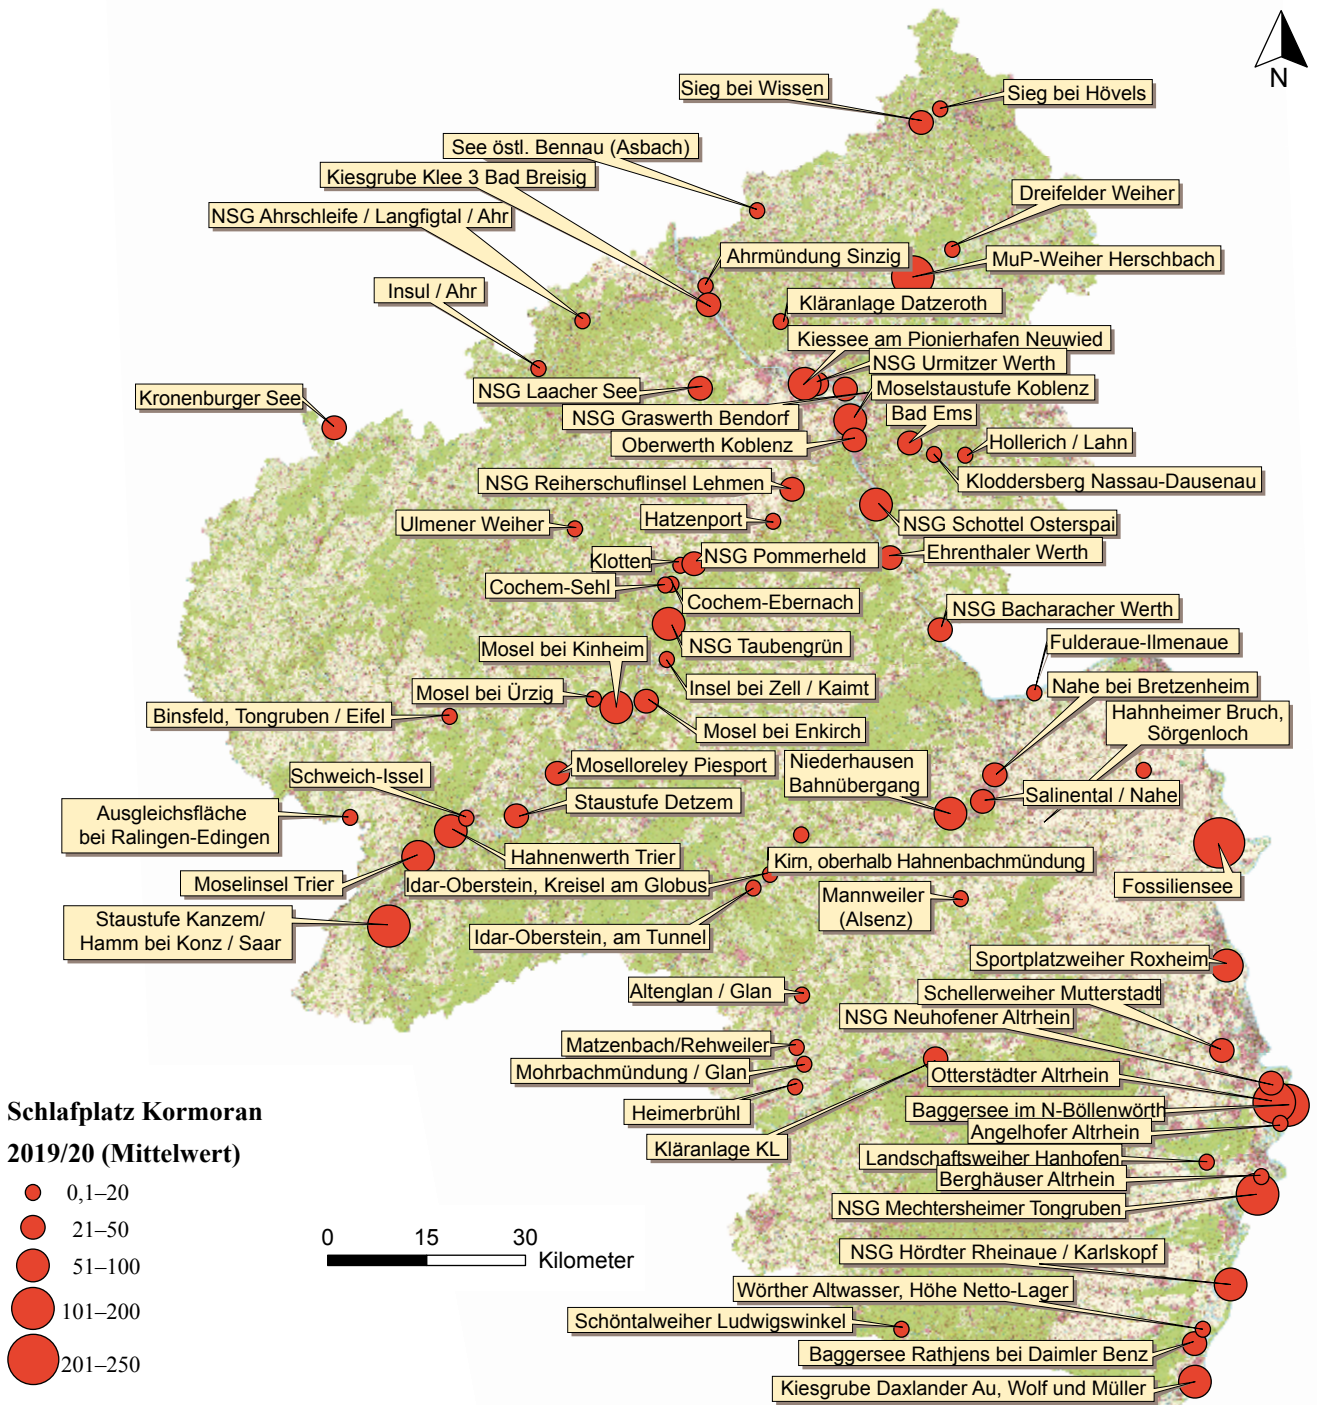 N
Sieg bei Wissen
Sieg bei Hövels
See östl. Bennau (Asbach)
Kiesgrube Klee 3 Bad Breisig
Dreifelder Weiher
NSG Ahrschleife / Langfigtal / Ahr
Ahrmündung Sinzig
MuP-Weiher Herschbach
Insul / Ahr
Kläranlage Datzeroth
Kiessee am Pionierhafen Neuwied
NSG Urmitzer Werth
NSG Laacher See
Moselstaustufe Koblenz
Kronenburger See
NSG Graswerth Bendorf
Bad Ems
Oberwerth Koblenz
Hollerich / Lahn
NSG Reiherschuflinsel Lehmen
Kloddersberg Nassau-Dausenau
Ulmener Weiher
Hatzenport
NSG Schottel Osterspai
Klotten
NSG Pommerheld
Ehrenthaler Werth
Cochem-Sehl
Cochem-Ebernach
NSG Bacharacher Werth
Mosel bei Kinheim
NSG Taubengrün
Fulderaue-Ilmenaue
Mosel bei Ürzig
Insel bei Zell / Kaimt
Nahe bei Bretzenheim
Binsfeld, Tongruben / Eifel
Mosel bei Enkirch
Hahnheimer Bruch,
Sörgenloch
Schweich-Issel
Moselloreley Piesport
Niederhausen
Bahnübergang
Staustufe Detzem
Salinental / Nahe
Ausgleichsfläche
bei Ralingen-Edingen
Hahnenwerth Trier
Kirn, oberhalb Hahnenbachmündung
Moselinsel Trier
Idar-Oberstein, Kreisel am Globus
Fossiliensee
Mannweiler
(Alsenz)
Staustufe Kanzem/
Hamm bei Konz / Saar
Idar-Oberstein, am Tunnel
Sportplatzweiher Roxheim
Altenglan / Glan
Schellerweiher Mutterstadt
NSG Neuhofener Altrhein
Matzenbach/Rehweiler
Mohrbachmündung / Glan
Otterstädter Altrhein
Heimerbrühl
Baggersee im N-Böllenwörth
Angelhofer Altrhein
Kläranlage KL
Landschaftsweiher Hanhofen
Berghäuser Altrhein
NSG Mechtersheimer Tongruben
NSG Hördter Rheinaue / Karlskopf
Wörther Altwasser, Höhe Netto-Lager
Schöntalweiher Ludwigswinkel
Baggersee Rathjens bei Daimler Benz
Kiesgrube Daxlander Au, Wolf und Müller
Schlafplatz Kormoran
2019/20 (Mittelwert)
0,1–20
21–50
51–100
101–200
201–250
0 15 30
Kilometer